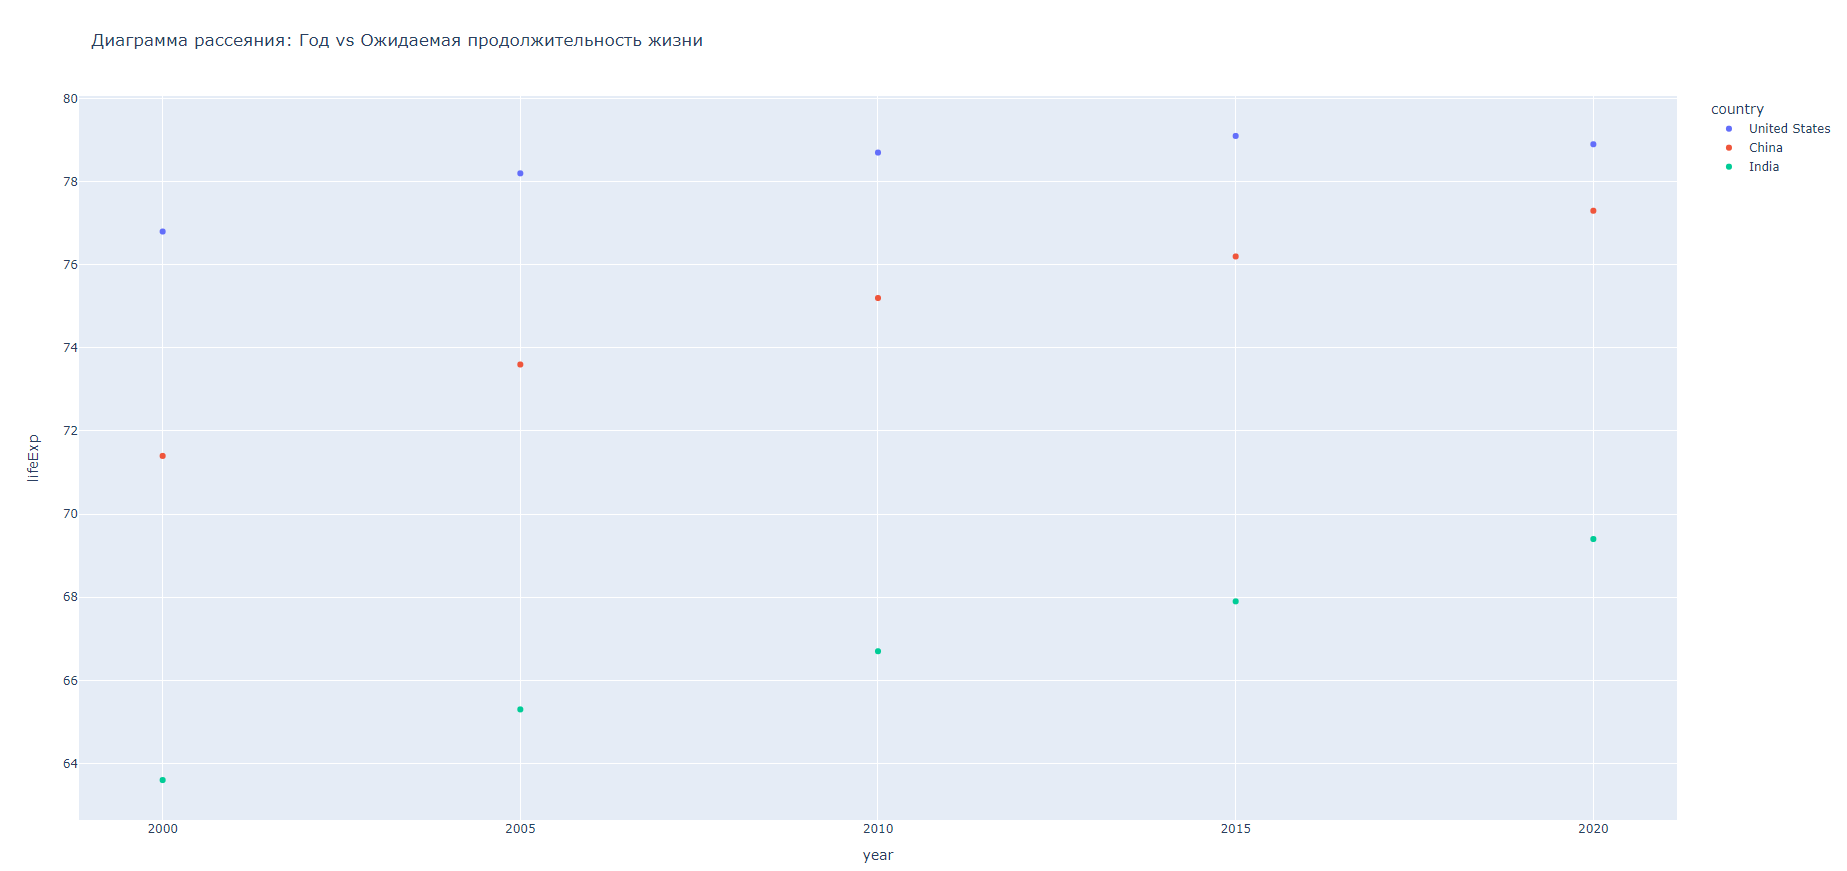 Диаграмма рассеяния: Год vs Ожидаемая продолжительность жизни
80
78
76
74
72
70
68
66
64
lifeExp
2000 2005 2010 2015 2020
year
country
United States
China
India